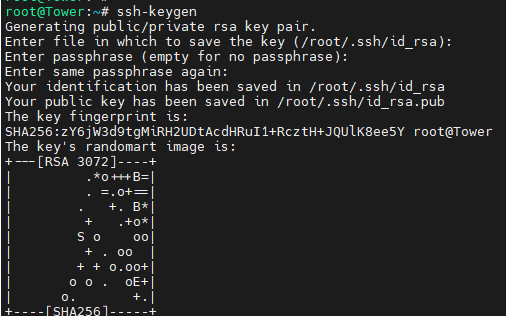 root@Tower:~# ssh-keygen
Generating public/private rsa key pair.
Enter file in which to save the key (/root/.ssh/id_rsa):
Enter passphrase (empty for no passphrase):
Enter same passphrase again:
Your identification has been saved in /root/.ssh/id_rsa
Your public key has been saved in /root/.ssh/id_rsa.pub
The key fingerprint is:
SHA256:zY6jW3d9tgMiRH2UDtAcdHRuI1+RcztH+JQUlK8ee5Y root@Tower
The key's randomart image is:
+---[RSA 3072]----+
|         .*o+++B=|
|         . =.o+==|
|        .   +. B*|
|         +   .+o*|
|        S o    oo|
|         + . oo  |
|        + + o.oo+|
|       o o .  oE+|
|      o.       +.|
+----[SHA256]-----+